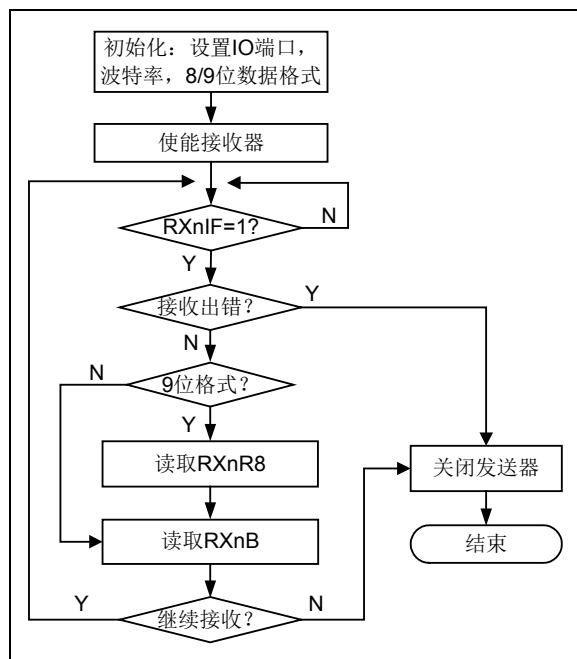 初始化：设置IO端口，
波特率，8/9位数据格式
使能接收器
RXnIF=1?
N
Y
接收出错？
Y
N
9位格式？
N
Y
读取RXnR8
关闭发送器
读取RXnB
结束
继续接收？
Y
N